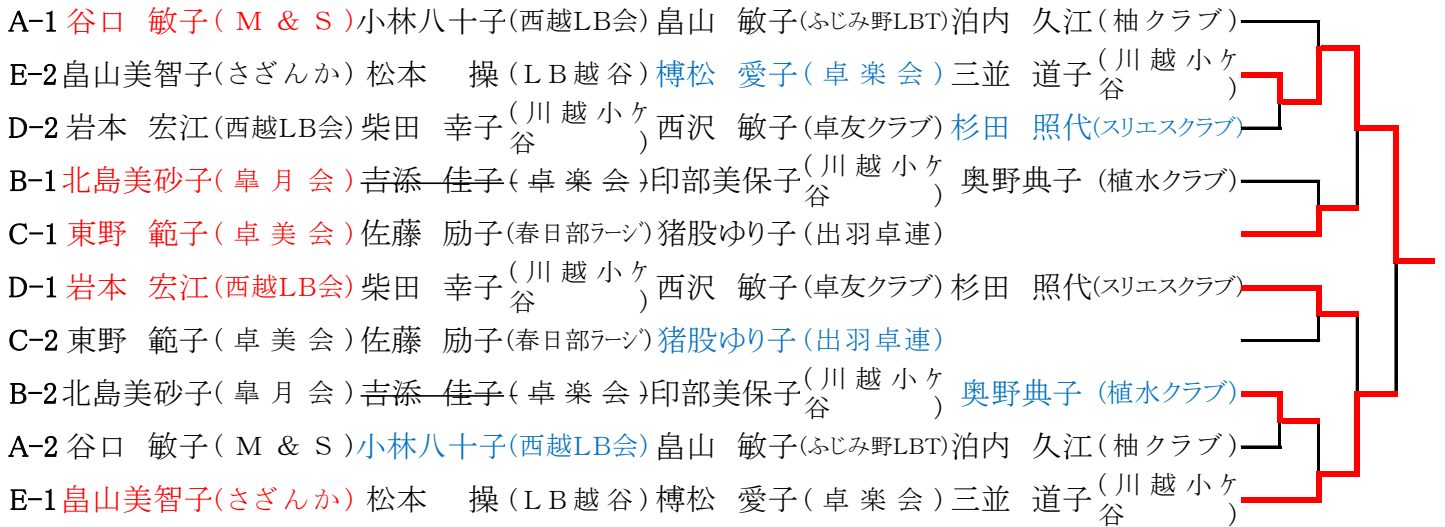 A-1 谷口 敏子( M & S ) 小林八十子(西越LB会) 畠山 敏子(ふじみ野LBT) 泊内 久江( 柚クラブ )
E-2 畠山美智子(さざんか) 松本 操 ( L B 越 谷 ) 榑松 愛子( 卓 楽 会 ) 三並 道子( 川 越 小 ケ 谷 )
D-2 岩本 宏江(西越LB会) 柴田 幸子( 川 越 小 ケ 谷 ) 西沢 敏子(卓友クラブ) 杉田 照代(スリエスクラブ)
B-1 北島美砂子( 皐 月 会 ) 吉添 佳子( 卓 楽 会 ) 印部美保子( 川 越 小 ケ 谷 ) 奥野典子 (植水クラブ)
C-1 東野 範子( 卓 美 会 ) 佐藤 励子(春日部ラージ) 猪股ゆり子(出羽卓連)
D-1 岩本 宏江(西越LB会) 柴田 幸子( 川 越 小 ケ 谷 ) 西沢 敏子(卓友クラブ) 杉田 照代(スリエスクラブ)
C-2 東野 範子( 卓 美 会 ) 佐藤 励子(春日部ラージ) 猪股ゆり子(出羽卓連)
B-2 北島美砂子( 皐 月 会 ) 吉添 佳子( 卓 楽 会 ) 印部美保子( 川 越 小 ケ 谷 ) 奥野典子 (植水クラブ)
A-2 谷口 敏子( M & S ) 小林八十子(西越LB会) 畠山 敏子(ふじみ野LBT) 泊内 久江( 柚クラブ )
E-1 畠山美智子(さざんか) 松本 操 ( L B 越 谷 ) 榑松 愛子( 卓 楽 会 ) 三並 道子( 川 越 小 ケ 谷 )